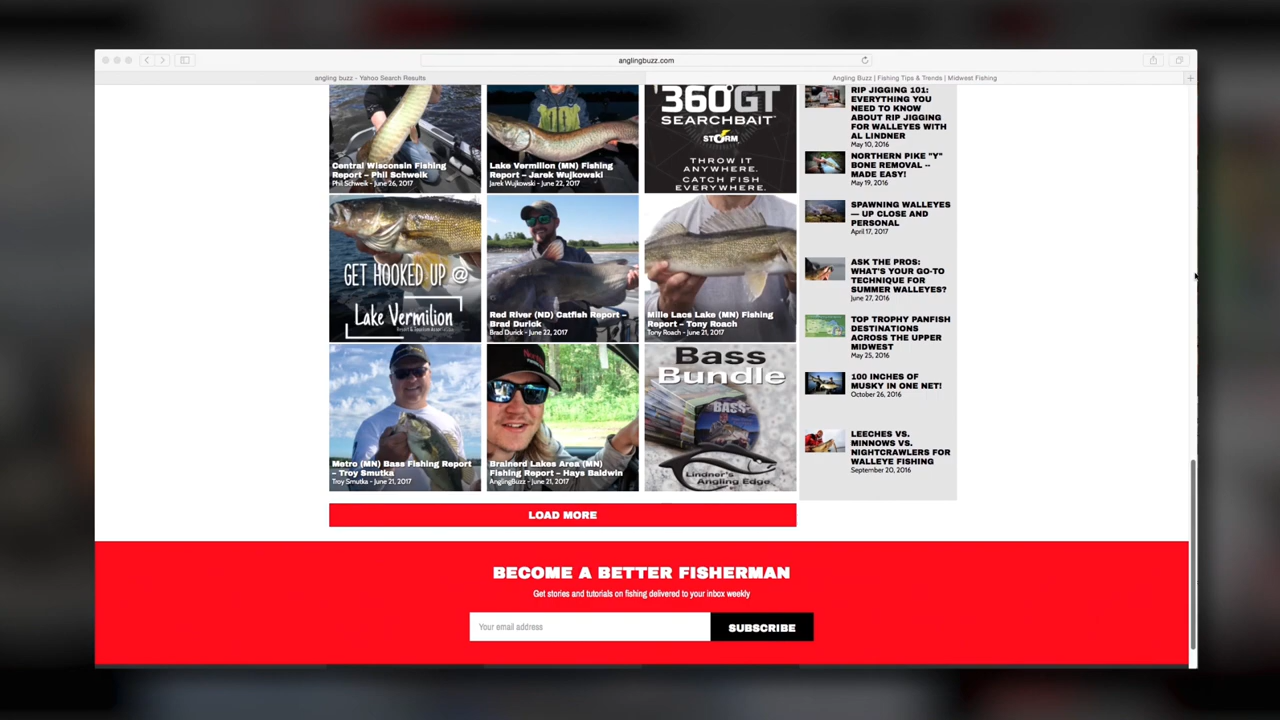 anglingbuzz.com
angling buzz - Yahoo Search Results
Angling Buzz | Fishing Tips & Trends | Midwest Fishing
Central Wisconsin Fishing
Report – Phil Schweik
Phil Schweik - June 26, 2017
Lake Vermilion (MN) Fishing
Report – Jarek Wujkowski
Jarek Wujkowski - June 22, 2017
360°GT
SEARCHBAIT
STORM
THROW IT
ANYWHERE.
CATCH FISH
EVERYWHERE.
GET HOOKED UP @
Lake Vermilion
Red River (ND) Catfish Report –
Brad Durick
Brad Durick - June 22, 2017
Mille Lacs Lake (MN) Fishing
Report – Tony Roach
Tony Roach - June 21, 2017
Metro (MN) Bass Fishing Report
– Troy Smutka
Troy Smutka - June 21, 2017
Brainerd Lakes Area (MN)
Fishing Report – Hays Baldwin
AnglingBuzz - June 21, 2017
Bass
Bundle
BASS
Lindner's
Angling Edge
RIP JIGGING 101:
EVERYTHING YOU
NEED TO KNOW
ABOUT RIP JIGGING
FOR WALLEYES WITH
AL LINDNER
May 10, 2016
NORTHERN PIKE "Y"
BONE REMOVAL --
MADE EASY!
May 19, 2016
SPAWNING WALLEYES
— UP CLOSE AND
PERSONAL
April 17, 2017
ASK THE PROS:
WHAT'S YOUR GO-TO
TECHNIQUE FOR
SUMMER WALLEYES?
June 27, 2016
TOP TROPHY PANFISH
DESTINATIONS
ACROSS THE UPPER
MIDWEST
May 25, 2016
100 INCHES OF
MUSKY IN ONE NET!
October 26, 2016
LEECHES VS.
MINNOWS VS.
NIGHTCRAWLERS FOR
WALLEYE FISHING
September 20, 2016
LOAD MORE
BECOME A BETTER FISHERMAN
Get stories and tutorials on fishing delivered to your inbox weekly
Your email address
SUBSCRIBE